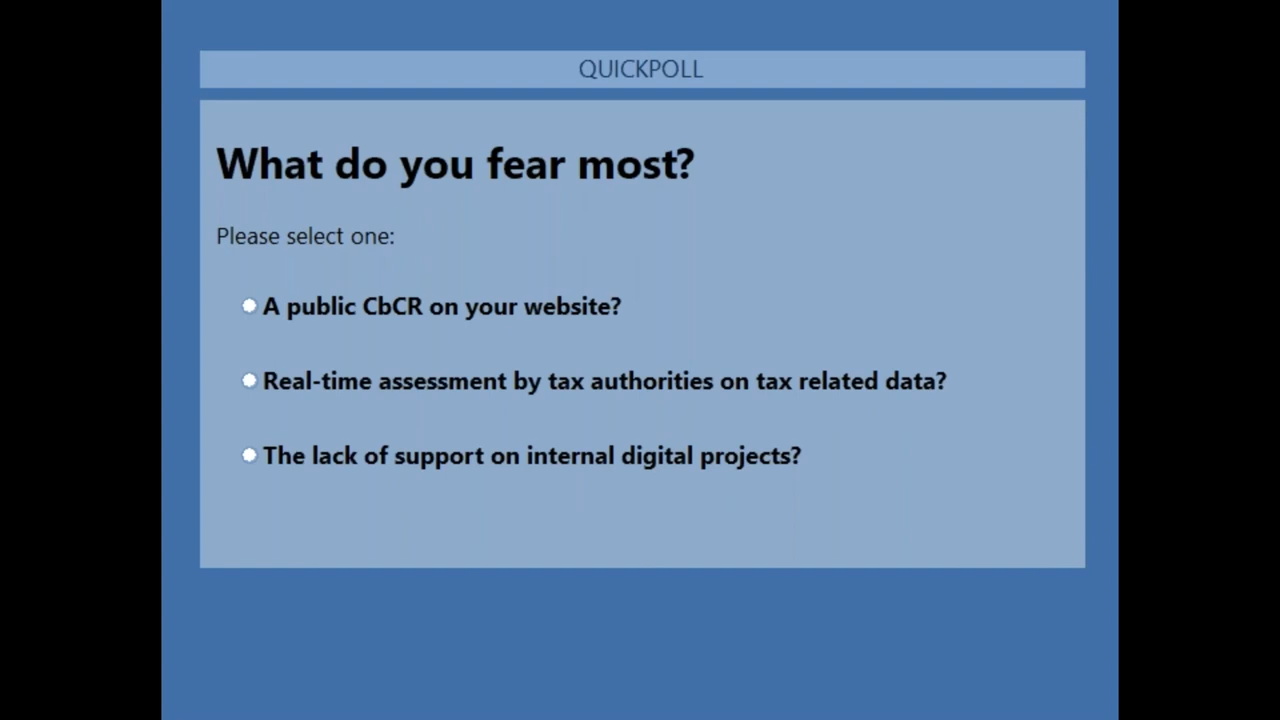 QUICKPOLL
What do you fear most?
Please select one:
A public CbCR on your website?
Real-time assessment by tax authorities on tax related data?
The lack of support on internal digital projects?